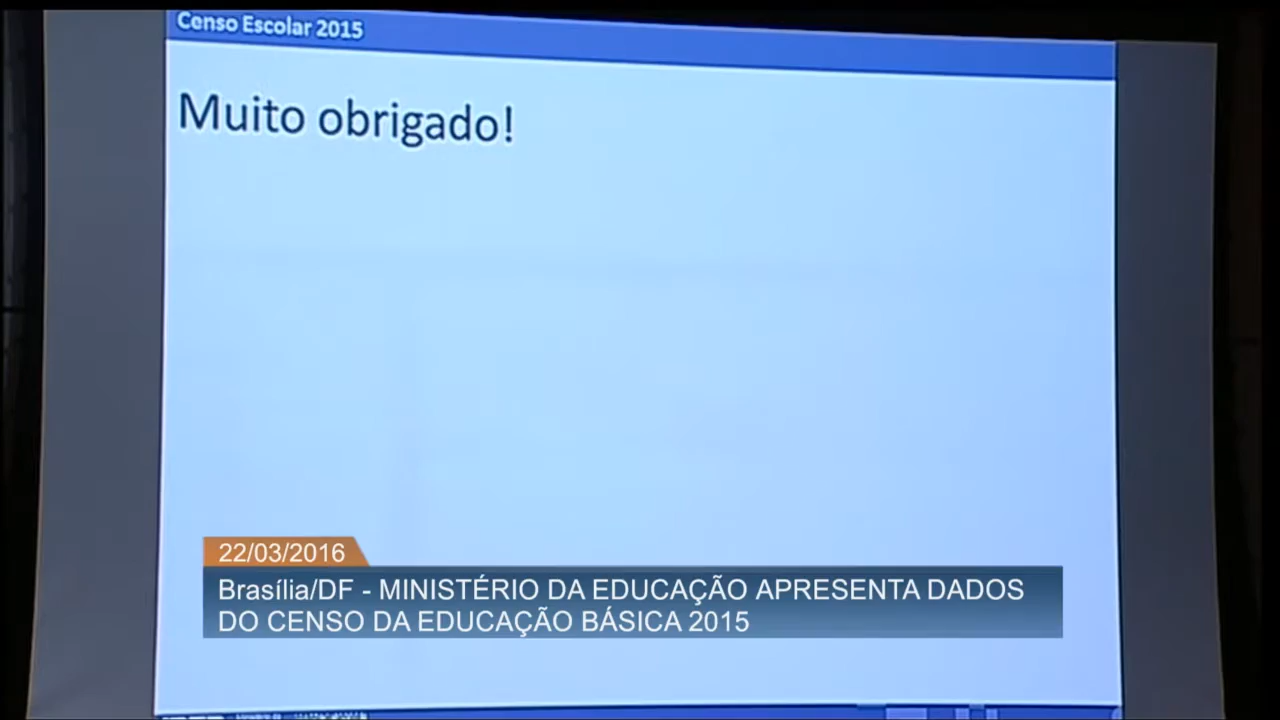 Censo Escolar 2015
Muito obrigado!
22/03/2016
Brasília/DF - MINISTÉRIO DA EDUCAÇÃO APRESENTA DADOS
DO CENSO DA EDUCAÇÃO BÁSICA 2015